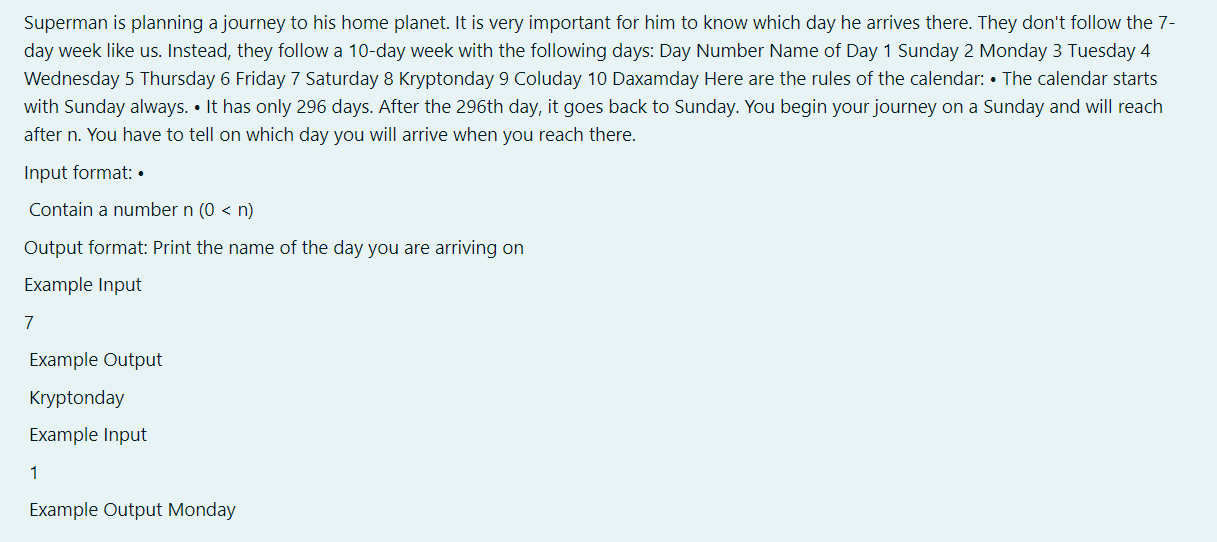 Superman is planning a journey to his home planet. It is very important for him to know which day he arrives there. They don't follow the 7-
day week like us. Instead, they follow a 10-day week with the following days: Day Number Name of Day 1 Sunday 2 Monday 3 Tuesday 4
Wednesday 5 Thursday 6 Friday 7 Saturday 8 Kryptonday 9 Coluday 10 Daxamday Here are the rules of the calendar: • The calendar starts
with Sunday always. • It has only 296 days. After the 296th day, it goes back to Sunday. You begin your journey on a Sunday and will reach
after n. You have to tell on which day you will arrive when you reach there.
Input format: •
Contain a number n (0 < n)
Output format: Print the name of the day you are arriving on
Example Input
7
Example Output
Kryptonday
Example Input
1
Example Output Monday